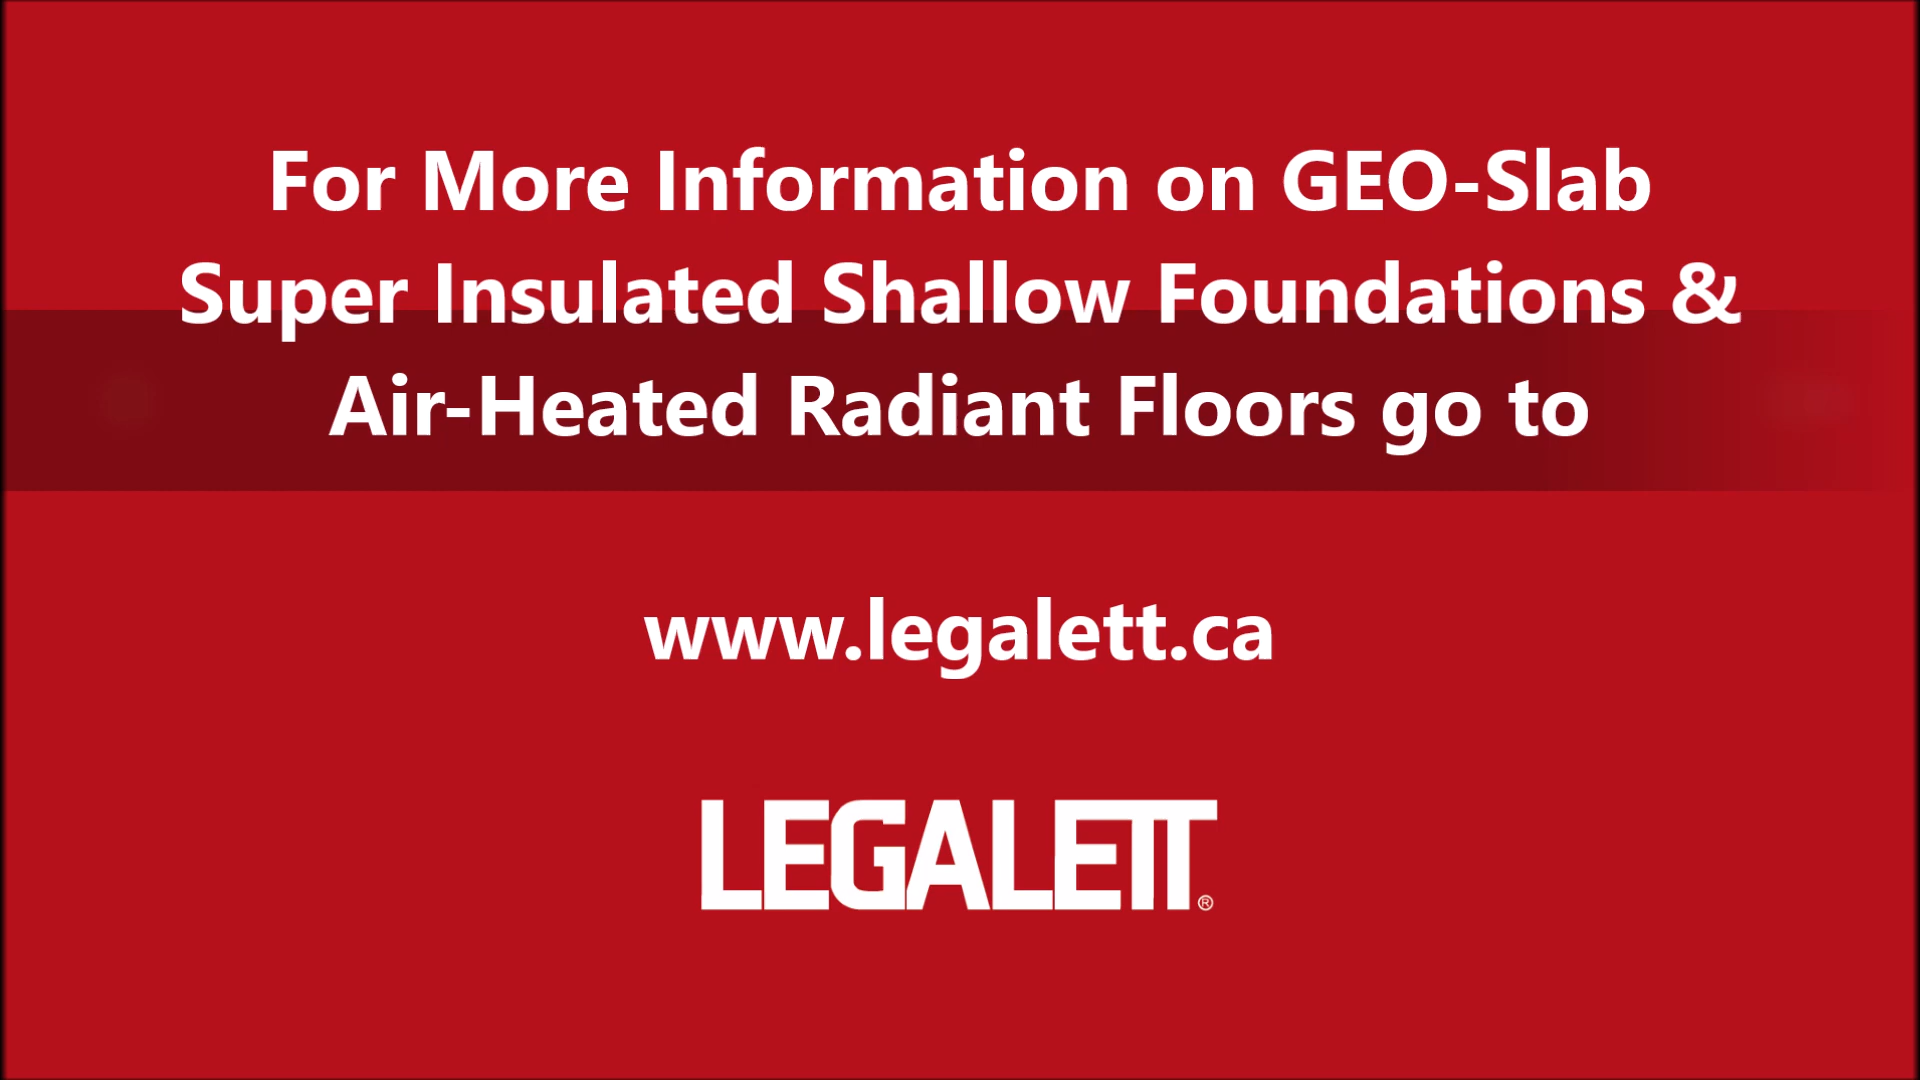 For More Information on GEO-Slab
Super Insulated Shallow Foundations &
Air-Heated Radiant Floors go to
www.legalett.ca
LEGALETT®